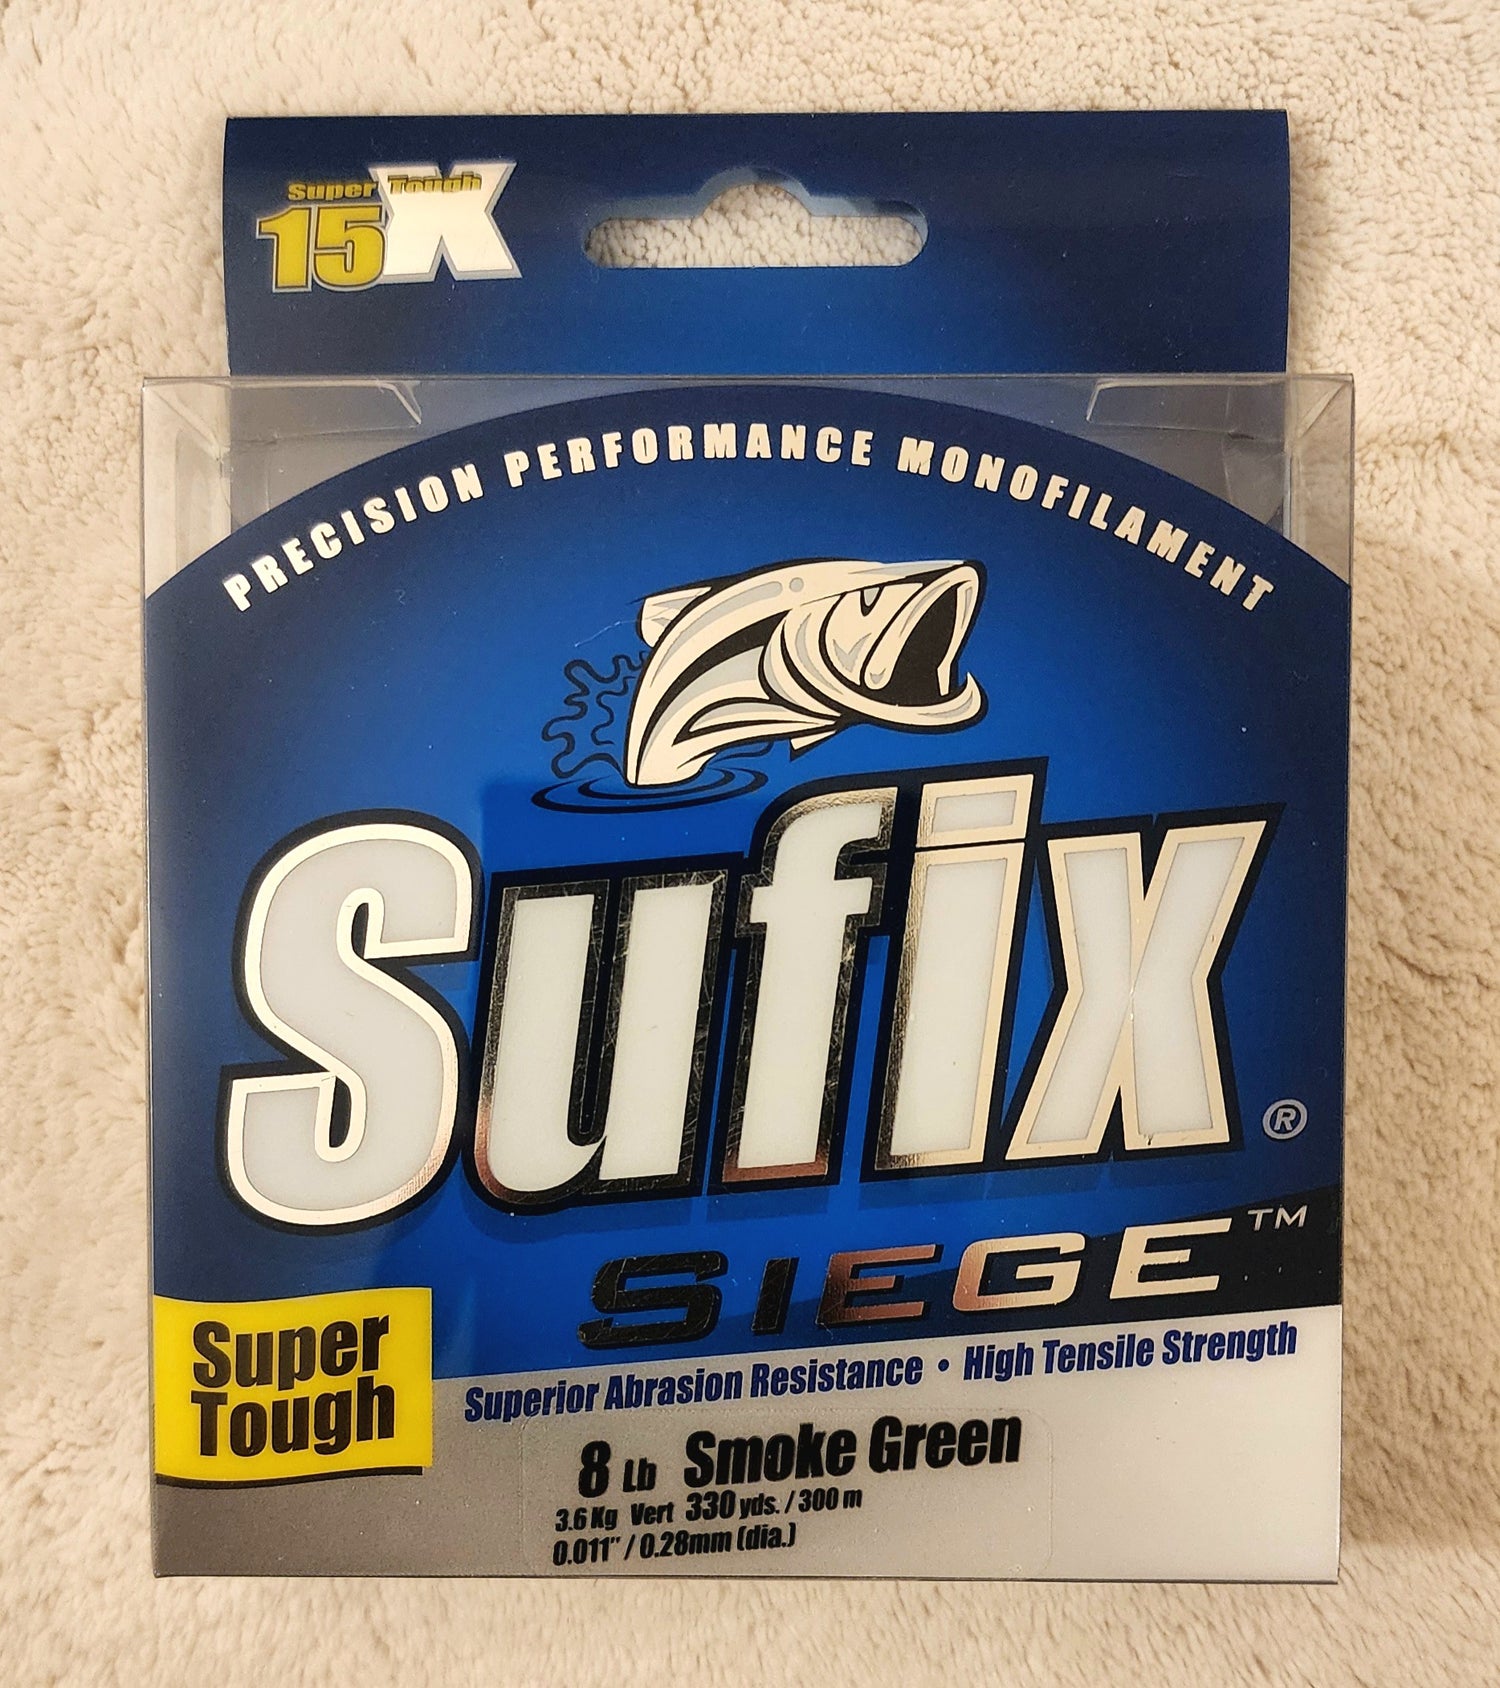 Super Tough
15X
PRECISION PERFORMANCE MONOFILAMENT
Sufix®
SIEGE™
Super
Tough
Superior Abrasion Resistance • High Tensile Strength
8 Lb Smoke Green
3.6 Kg Vert 330 yds. / 300 m
0.011" / 0.28mm (dia.)